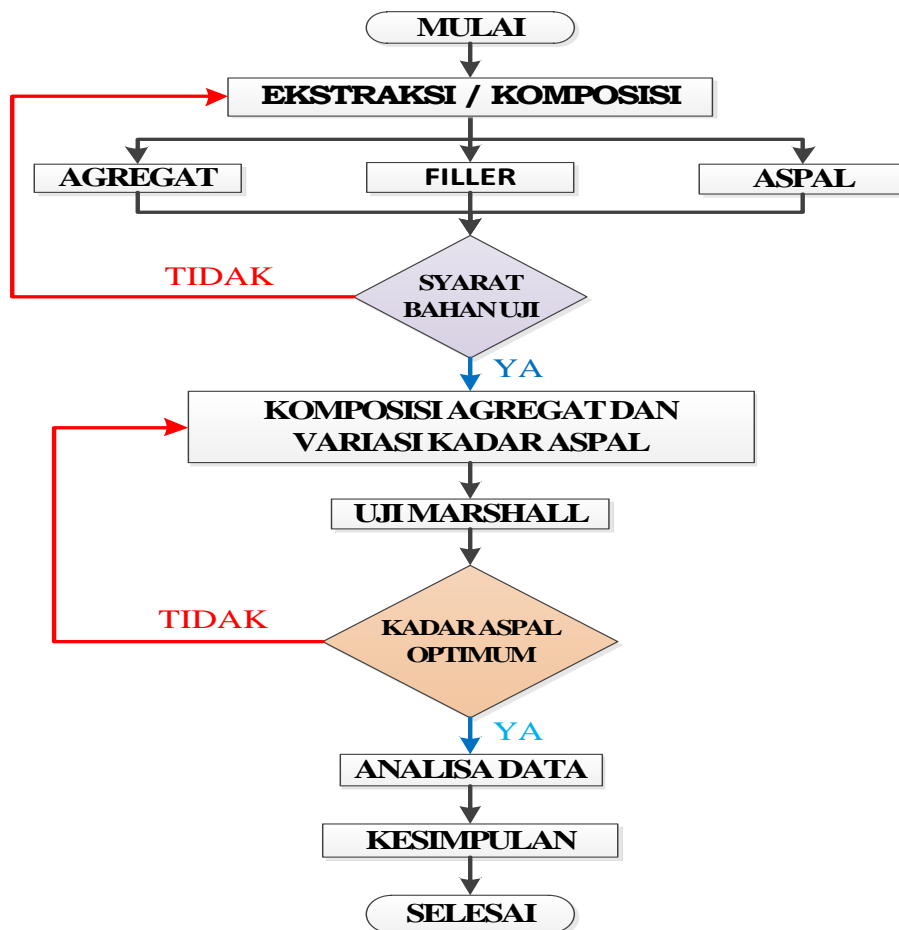 MULAI
EKSTRAKSI / KOMPOSISI
AGREGAT
FILLER
ASPAL
TIDAK
SYARAT
BAHAN UJI
YA
KOMPOSISI AGREGAT DAN
VARIASI KADAR ASPAL
UJI MARSHALL
TIDAK
KADAR ASPAL
OPTIMUM
YA
ANALISA DATA
KESIMPULAN
SELESAI